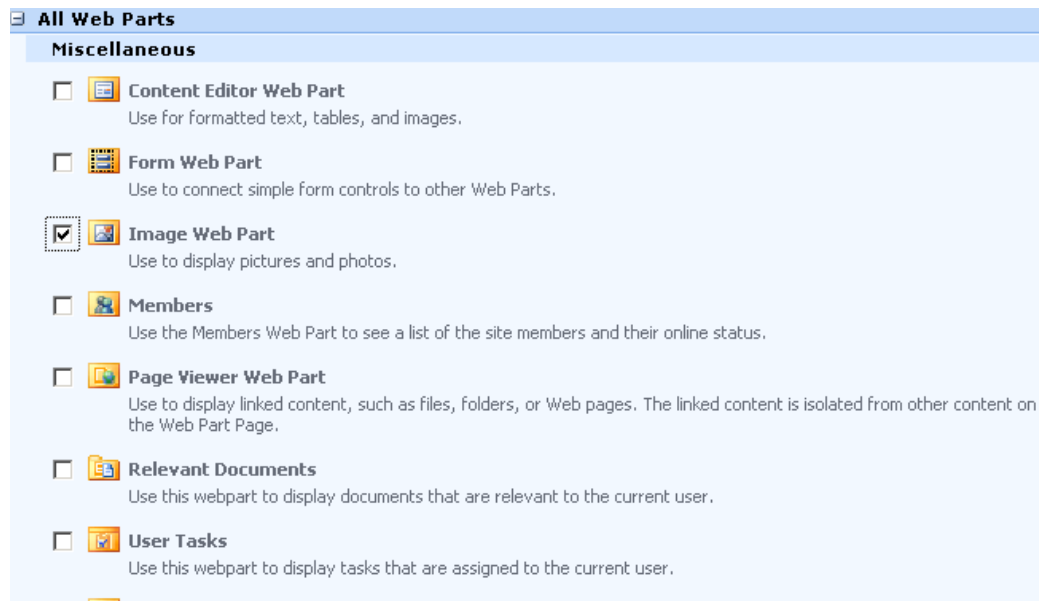 All Web Parts
Miscellaneous
Content Editor Web Part
Use for formatted text, tables, and images.
Form Web Part
Use to connect simple form controls to other Web Parts.
Image Web Part
Use to display pictures and photos.
Members
Use the Members Web Part to see a list of the site members and their online status.
Page Viewer Web Part
Use to display linked content, such as files, folders, or Web pages. The linked content is isolated from other content on
the Web Part Page.
Relevant Documents
Use this webpart to display documents that are relevant to the current user.
User Tasks
Use this webpart to display tasks that are assigned to the current user.